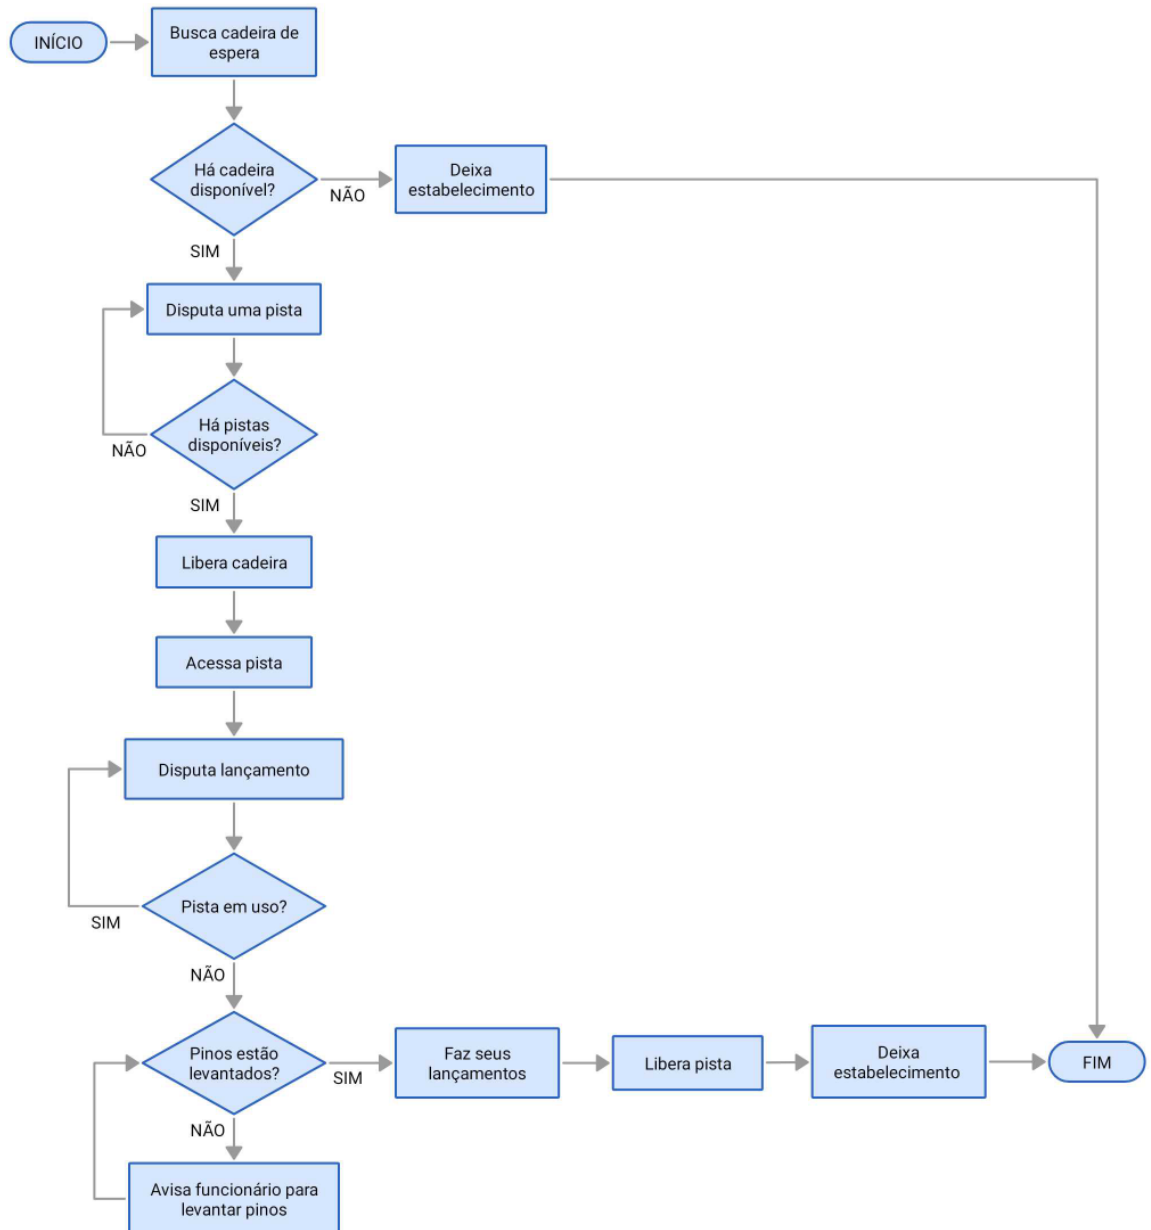 INÍCIO
Busca cadeira de
espera
Há cadeira
disponível?
NÃO
Deixa
estabelecimento
SIM
Disputa uma pista
Há pistas
disponíveis?
NÃO
SIM
Libera cadeira
Acessa pista
Disputa lançamento
Pista em uso?
SIM
NÃO
Pinos estão
levantados?
SIM
Faz seus
lançamentos
Libera pista
Deixa
estabelecimento
FIM
NÃO
Avisa funcionário para
levantar pinos